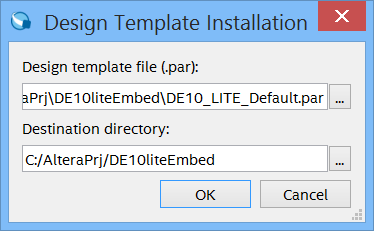 Design Template Installation
Design template file (.par):
aPrj\DE10liteEmbed\DE10_LITE_Default.par
...
Destination directory:
C:/AlteraPrj/DE10liteEmbed
...
OK
Cancel